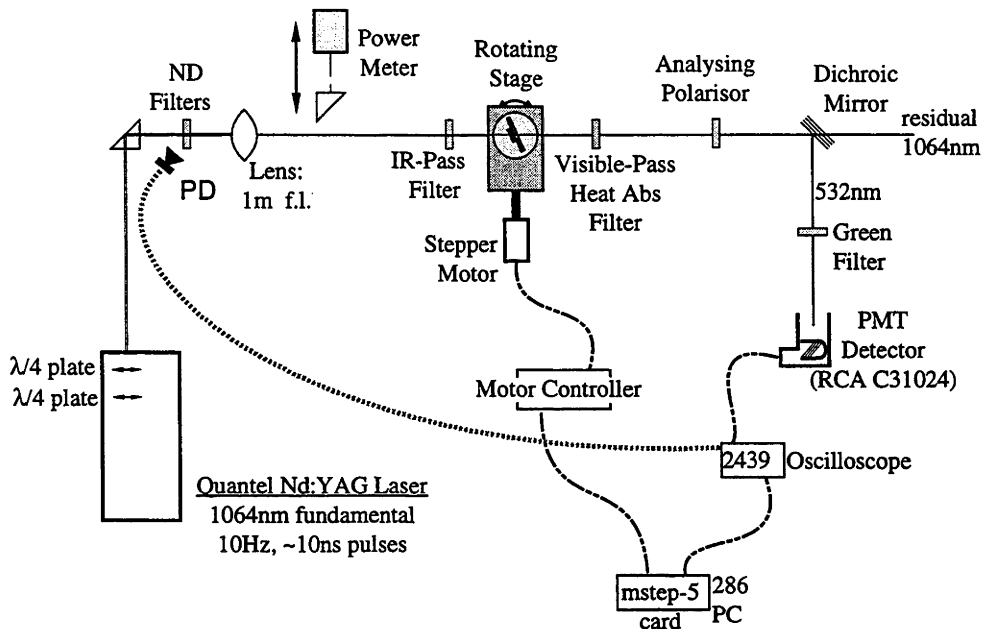 Power
Meter
ND
Filters
Rotating
Stage
Analysing
Polarisor
Dichroic
Mirror
residual
1064nm
PD
Lens:
1m f.l.
IR-Pass
Filter
Visible-Pass
Heat Abs
Filter
532nm
Green
Filter
Stepper
Motor
PMT
Detector
(RCA C31024)
λ/4 plate
λ/4 plate
Motor Controller
2439 Oscilloscope
Quantel Nd:YAG Laser
1064nm fundamental
10Hz, ~10ns pulses
mstep-5 286
card PC